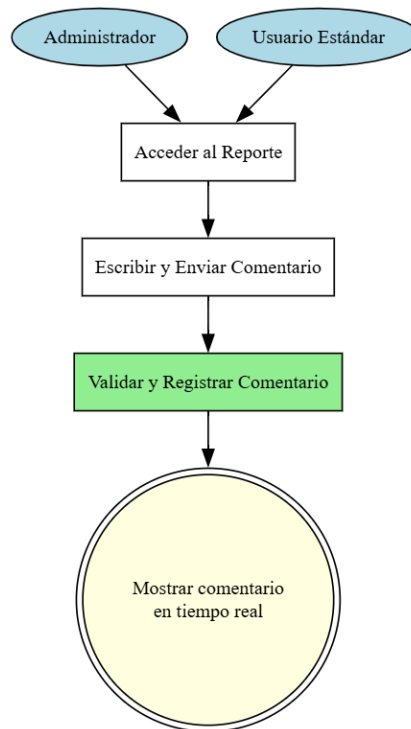 Administrador
Usuario Estándar
Acceder al Reporte
Escribir y Enviar Comentario
Validar y Registrar Comentario
Mostrar comentario
en tiempo real